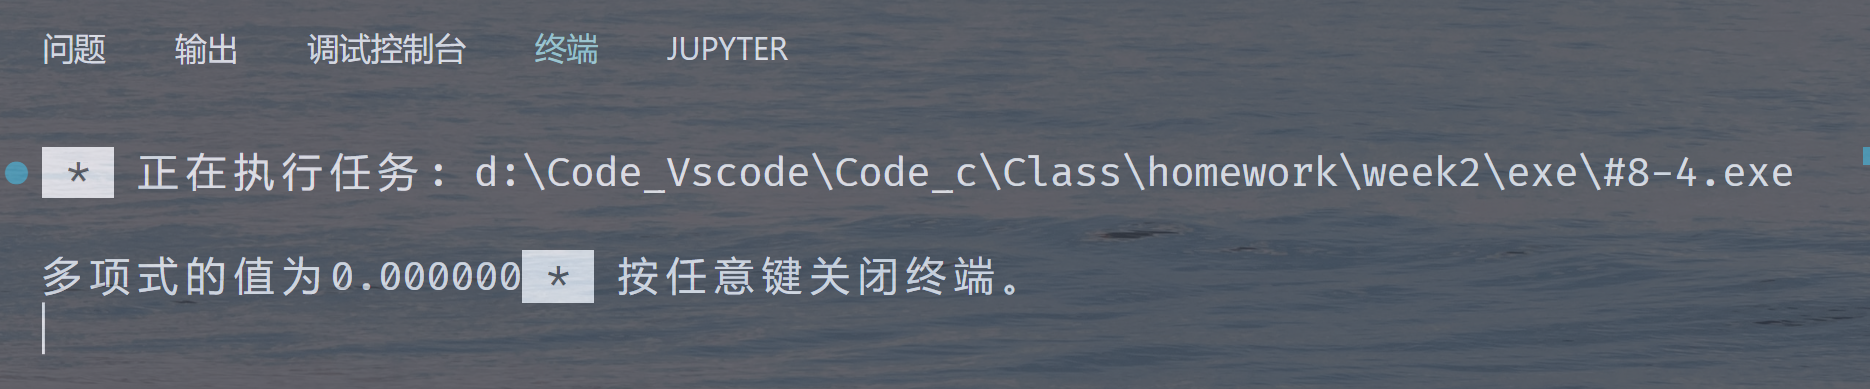 问题 输出 调试控制台 终端 JUPYTER
* 正在执行任务: d:\Code_Vscode\Code_c\Class\homework\week2\exe\#8-4.exe
多项式的值为0.000000 * 按任意键关闭终端。